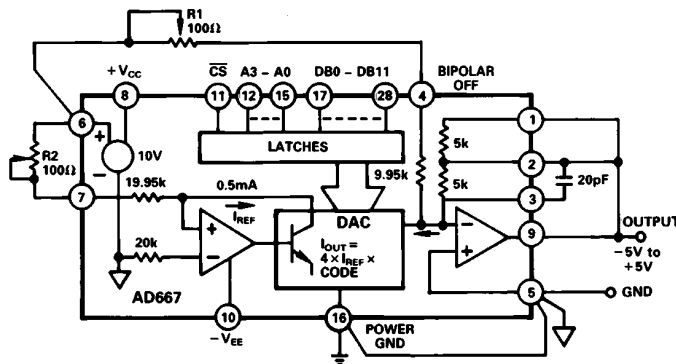 R1
100Ω
+VCC
C̅S̅
A3 – A0
DB0 – DB11
BIPOLAR
OFF
8
11
12
15
17
28
4
6
1
R2
100Ω
+
–
10V
LATCHES
5k
2
20pF
5k
7
19.95k
0.5mA
IREF
9.95k
3
DAC
+
–
IOUT =
4 × IREF ×
CODE
–
+
9
OUTPUT
–5V to
+5V
20k
5
GND
AD667
10
–VEE
16
POWER
GND